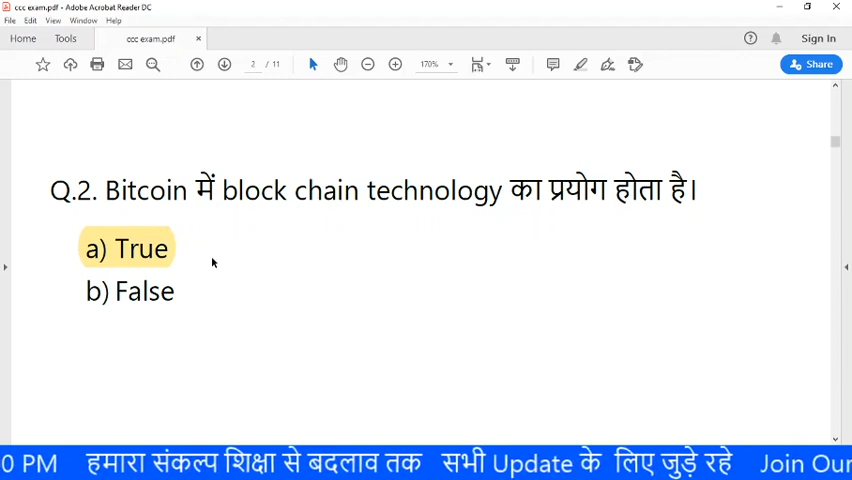 ccc exam.pdf - Adobe Acrobat Reader DC
File Edit View Window Help
Home Tools ccc exam.pdf × Sign In
2 / 11 170% Share
Q.2. Bitcoin में block chain technology का प्रयोग होता है।
a) True
b) False
0 PM हमारा संकल्प शिक्षा से बदलाव तक सभी Update के लिए जुड़े रहे Join Our